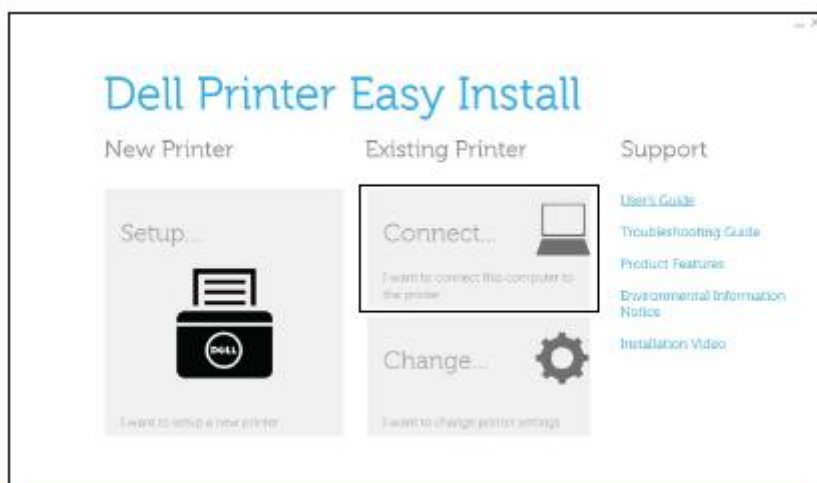 Dell Printer Easy Install
New Printer
Setup...
DELL
I want to setup a new printer
Existing Printer
Connect...
I want to connect this computer to
the printer
Change...
I want to change printer settings
Support
User's Guide
Troubleshooting Guide
Product Features
Environmental Information
Notice
Installation Video